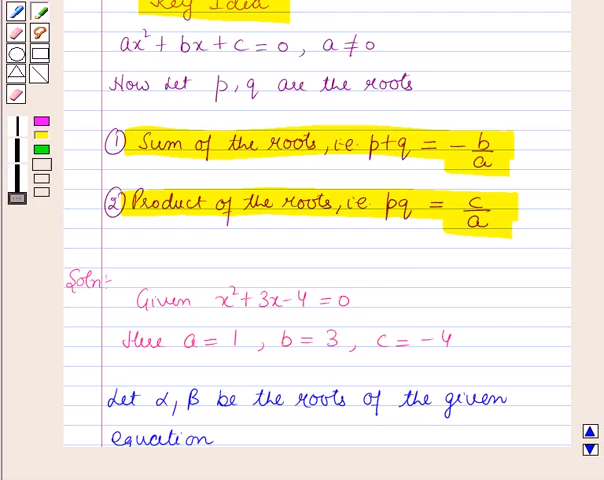 Key Idea
ax² + bx + c = 0, a ≠ 0
Now Let p, q are the roots
① Sum of the roots, i.e. p+q = - b/a
② Product of the roots, i.e. pq = c/a
Soln:-
Given x² + 3x - 4 = 0
Here a = 1, b = 3, c = -4
Let α, β be the roots of the given
equation